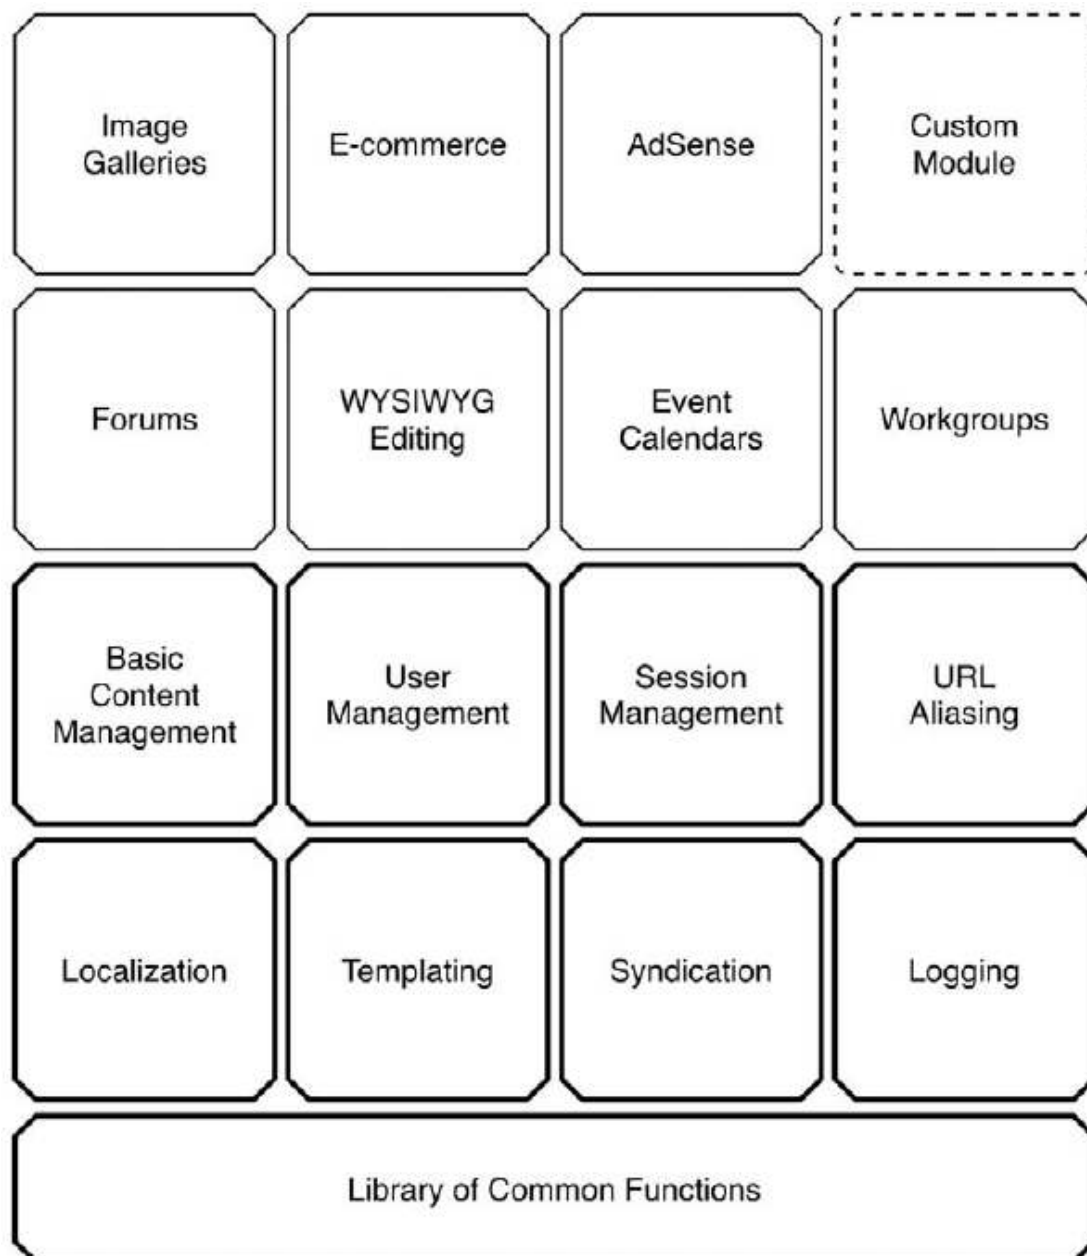 Image
Galleries
E-commerce
AdSense
Custom
Module
Forums
WYSIWYG
Editing
Event
Calendars
Workgroups
Basic
Content
Management
User
Management
Session
Management
URL
Aliasing
Localization
Templating
Syndication
Logging
Library of Common Functions